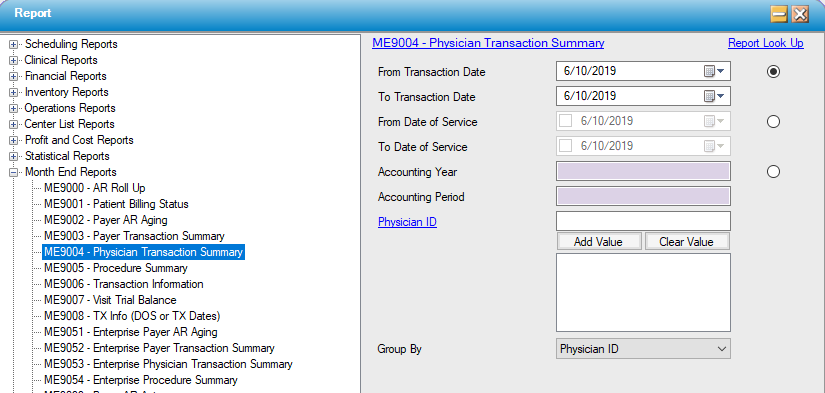 Report
Scheduling Reports
Clinical Reports
Financial Reports
Inventory Reports
Operations Reports
Center List Reports
Profit and Cost Reports
Statistical Reports
Month End Reports
ME9000 - AR Roll Up
ME9001 - Patient Billing Status
ME9002 - Payer AR Aging
ME9003 - Payer Transaction Summary
ME9004 - Physician Transaction Summary
ME9005 - Procedure Summary
ME9006 - Transaction Information
ME9007 - Visit Trial Balance
ME9008 - TX Info (DOS or TX Dates)
ME9051 - Enterprise Payer AR Aging
ME9052 - Enterprise Payer Transaction Summary
ME9053 - Enterprise Physician Transaction Summary
ME9054 - Enterprise Procedure Summary
ME9004 - Physician Transaction Summary Report Look Up
From Transaction Date 6/10/2019
To Transaction Date 6/10/2019
From Date of Service 6/10/2019
To Date of Service 6/10/2019
Accounting Year
Accounting Period
Physician ID
Add Value Clear Value
Group By Physician ID